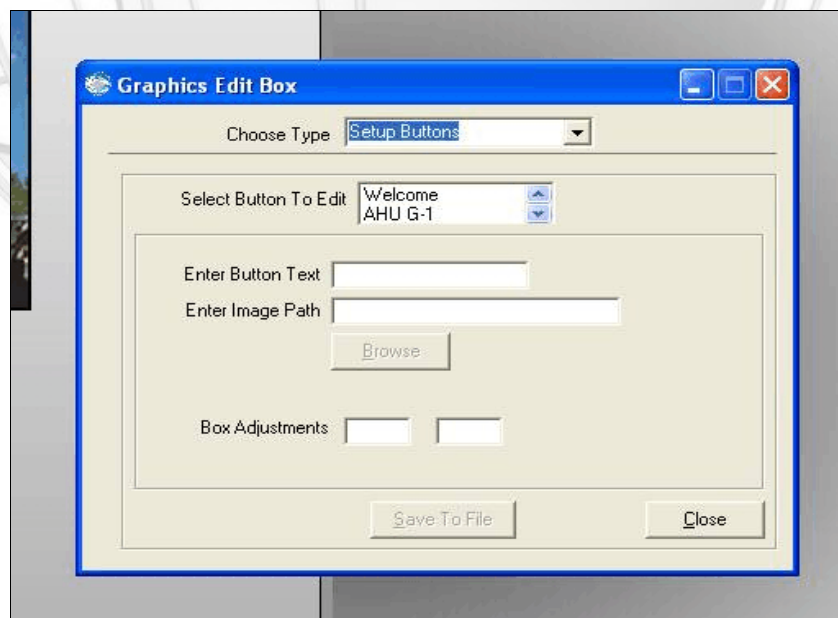 Graphics Edit Box
Choose Type Setup Buttons
Select Button To Edit Welcome
AHU G-1
Enter Button Text
Enter Image Path
Browse
Box Adjustments
Save To File Close